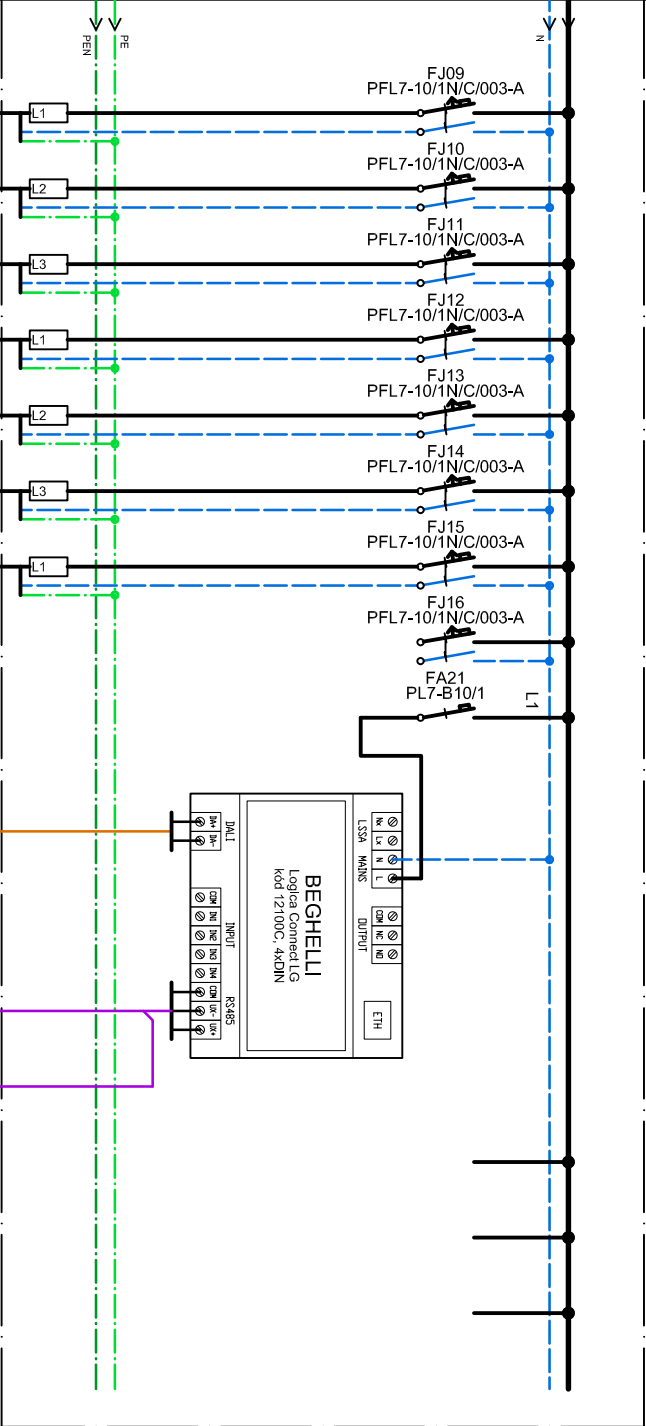 PEN
PE
N
FJ09
PFL7-10/1N/C/003-A
L1
FJ10
PFL7-10/1N/C/003-A
L2
FJ11
PFL7-10/1N/C/003-A
L3
FJ12
PFL7-10/1N/C/003-A
L1
FJ13
PFL7-10/1N/C/003-A
L2
FJ14
PFL7-10/1N/C/003-A
L3
FJ15
PFL7-10/1N/C/003-A
L1
FJ16
PFL7-10/1N/C/003-A
FA21
PL7-B10/1
L1
DA+
DA-
DALI
COM
IN1
IN2
IN3
IN4
INPUT
COM
UX-
UX+
RS485
BEGHELLI
Logica Connect LG
kód 12100C, 4xDIN
LSSA
MAINS
Nx
Lx
N
L
OUTPUT
COM
NC
NO
ETH